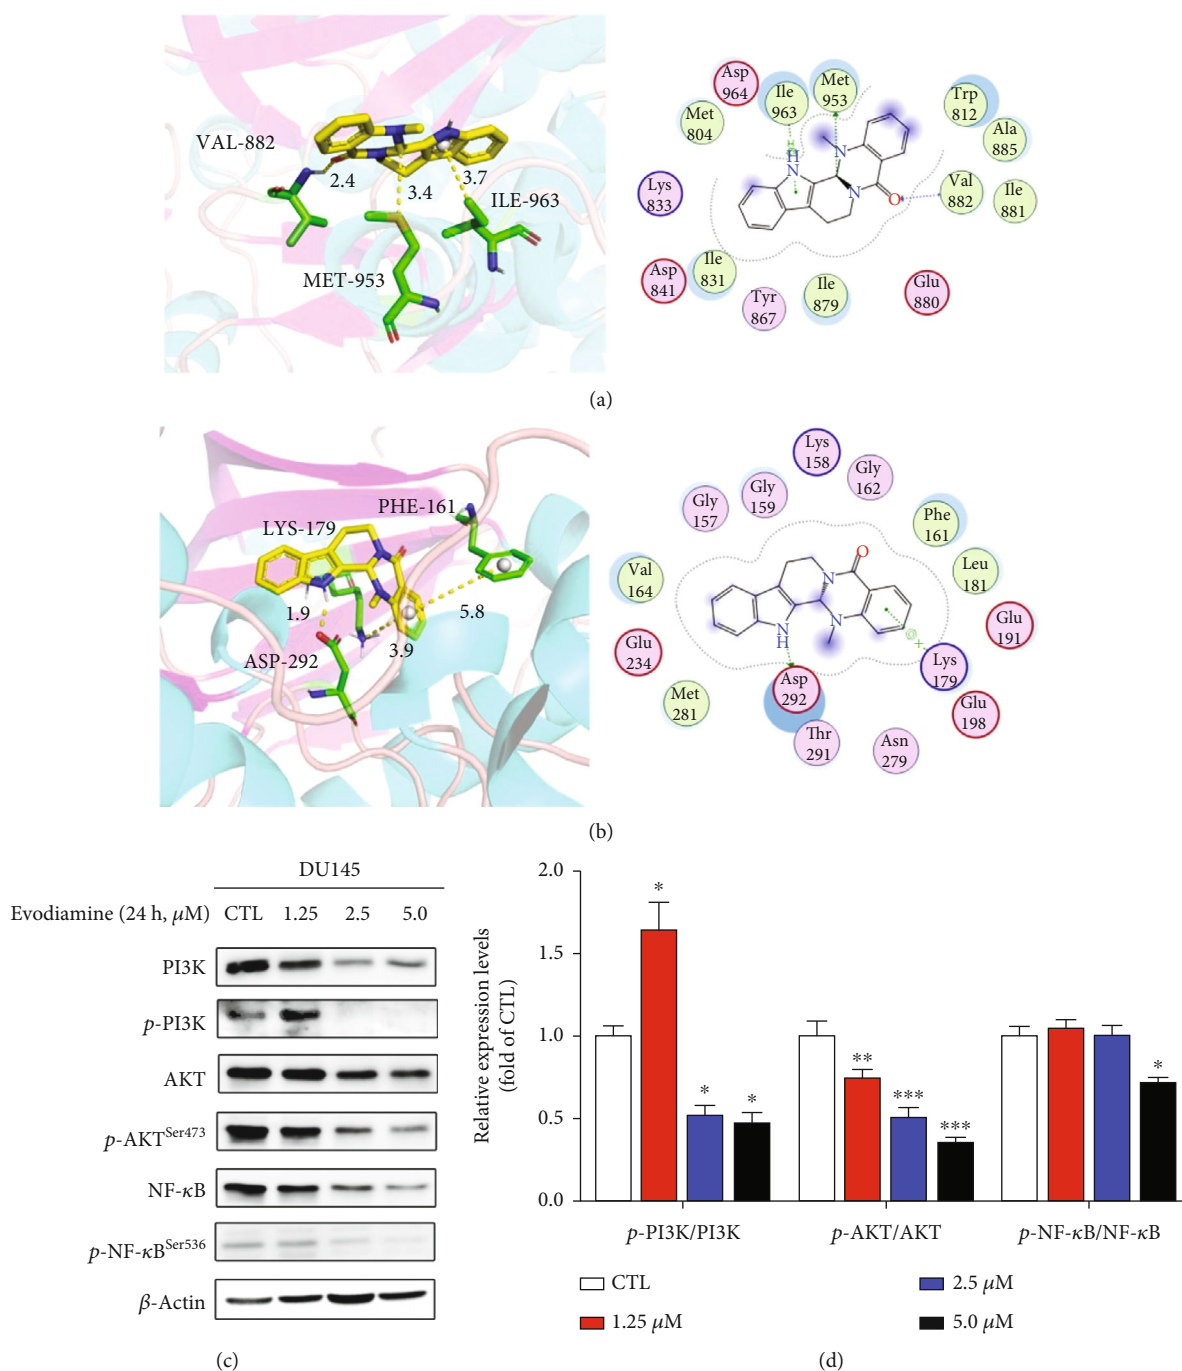 VAL-882
2.4
3.4
3.7
ILE-963
MET-953
Asp
964
Ile
963
Met
953
Met
804
Trp
812
Ala
885
Lys
833
Val
882
Ile
881
Asp
841
Ile
831
Tyr
867
Ile
879
Glu
880
H
N
N
N
O
(a)
PHE-161
LYS-179
1.9
5.8
3.9
ASP-292
Lys
158
Gly
162
Gly
159
Gly
157
Phe
161
Val
164
Leu
181
Glu
191
Glu
234
Lys
179
Met
281
Asp
292
Glu
198
Thr
291
Asn
279
O
N
N
N
H
+
(b)
DU145
Evodiamine (24 h, μM) CTL 1.25 2.5 5.0
PI3K
p-PI3K
AKT
p-AKTSer473
NF-κB
p-NF-κBSer536
β-Actin
(c)
Relative expression levels
(fold of CTL)
2.0
1.5
1.0
0.5
0.0
*
*
*
**
***
***
*
p-PI3K/PI3K p-AKT/AKT p-NF-κB/NF-κB
CTL 2.5 μM
1.25 μM 5.0 μM
(d)